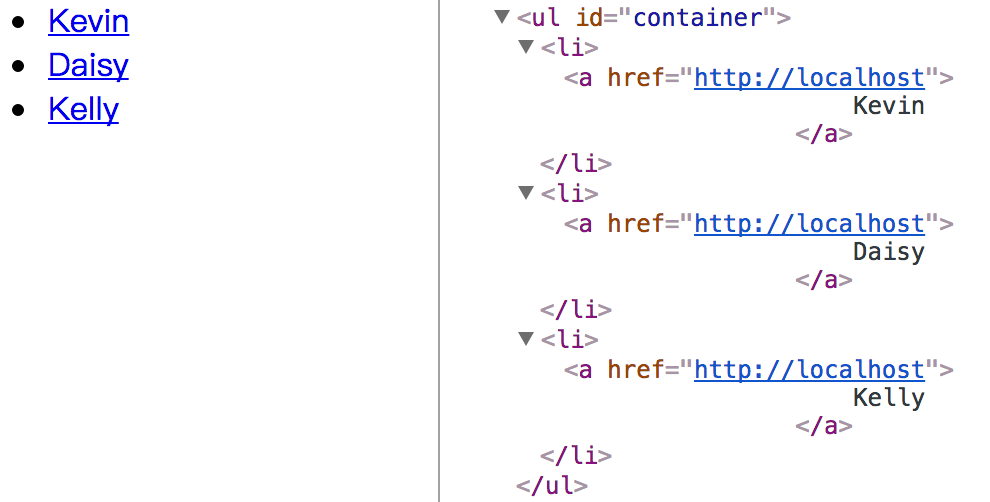 Kevin
Daisy
Kelly
<ul id="container">
<li>
<a href="http://localhost">
Kevin
</a>
</li>
<li>
<a href="http://localhost">
Daisy
</a>
</li>
<li>
<a href="http://localhost">
Kelly
</a>
</li>
</ul>